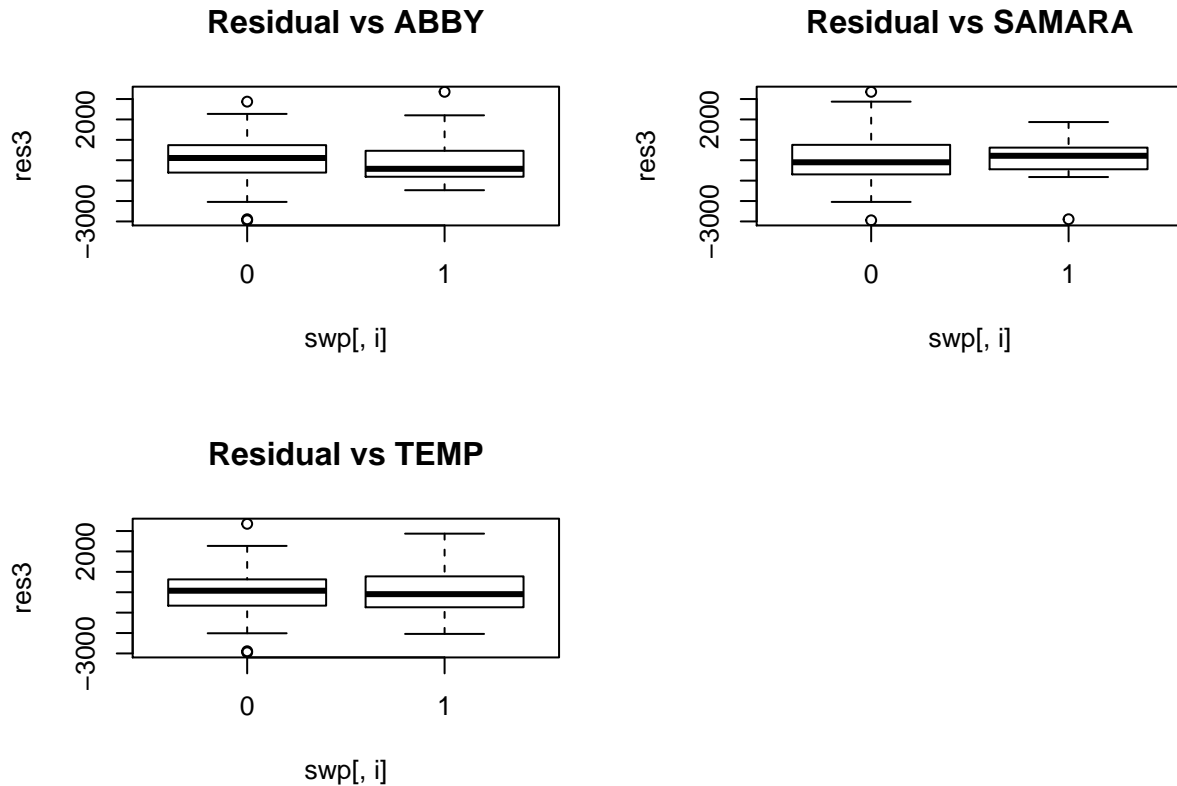 Residual vs ABBY
res3
2000
−3000
0 1
swp[, i]
Residual vs SAMARA
res3
2000
−3000
0 1
swp[, i]
Residual vs TEMP
res3
2000
−3000
0 1
swp[, i]